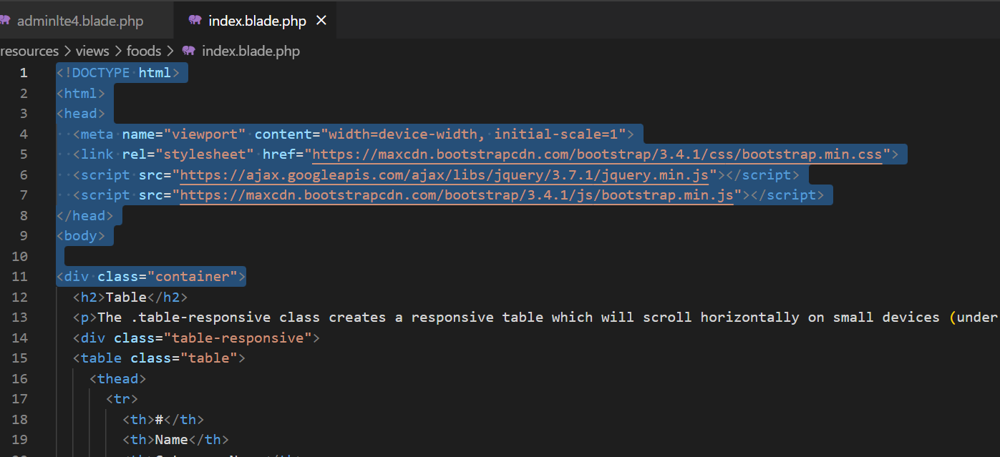 adminlte4.blade.php index.blade.php
resources > views > foods > index.blade.php
1 <!DOCTYPE html>
2 <html>
3 <head>
4   <meta name="viewport" content="width=device-width, initial-scale=1">
5   <link rel="stylesheet" href="https://maxcdn.bootstrapcdn.com/bootstrap/3.4.1/css/bootstrap.min.css">
6   <script src="https://ajax.googleapis.com/ajax/libs/jquery/3.7.1/jquery.min.js"></script>
7   <script src="https://maxcdn.bootstrapcdn.com/bootstrap/3.4.1/js/bootstrap.min.js"></script>
8 </head>
9 <body>
10
11 <div class="container">
12   <h2>Table</h2>
13   <p>The .table-responsive class creates a responsive table which will scroll horizontally on small devices (under
14   <div class="table-responsive">
15   <table class="table">
16     <thead>
17       <tr>
18         <th>#</th>
19         <th>Name</th>